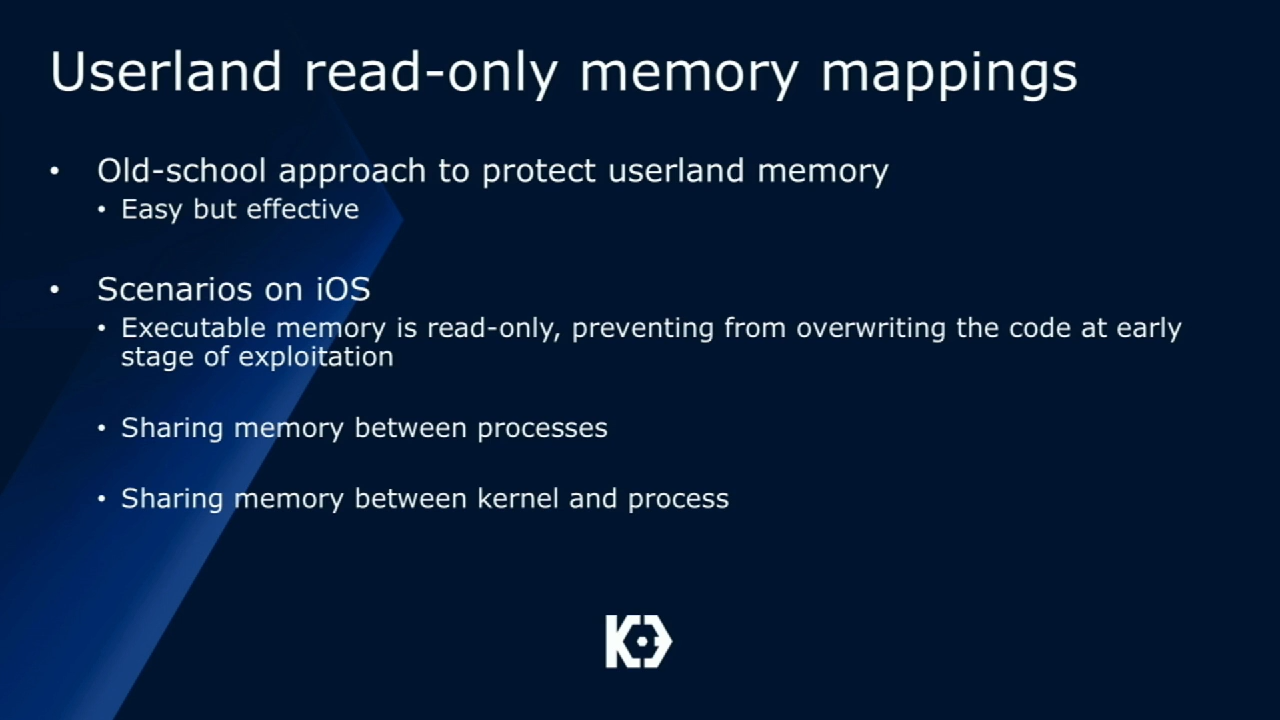 Userland read-only memory mappings
• Old-school approach to protect userland memory
• Easy but effective
• Scenarios on iOS
• Executable memory is read-only, preventing from overwriting the code at early
stage of exploitation
• Sharing memory between processes
• Sharing memory between kernel and process